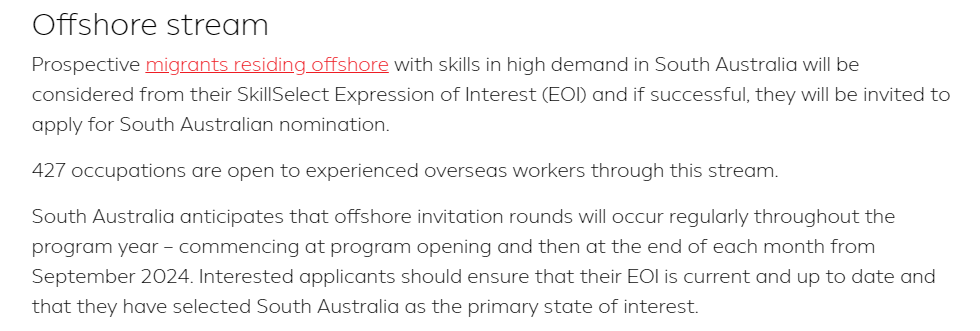 Offshore stream
Prospective migrants residing offshore with skills in high demand in South Australia will be
considered from their SkillSelect Expression of Interest (EOI) and if successful, they will be invited to
apply for South Australian nomination.
427 occupations are open to experienced overseas workers through this stream.
South Australia anticipates that offshore invitation rounds will occur regularly throughout the
program year – commencing at program opening and then at the end of each month from
September 2024. Interested applicants should ensure that their EOI is current and up to date and
that they have selected South Australia as the primary state of interest.